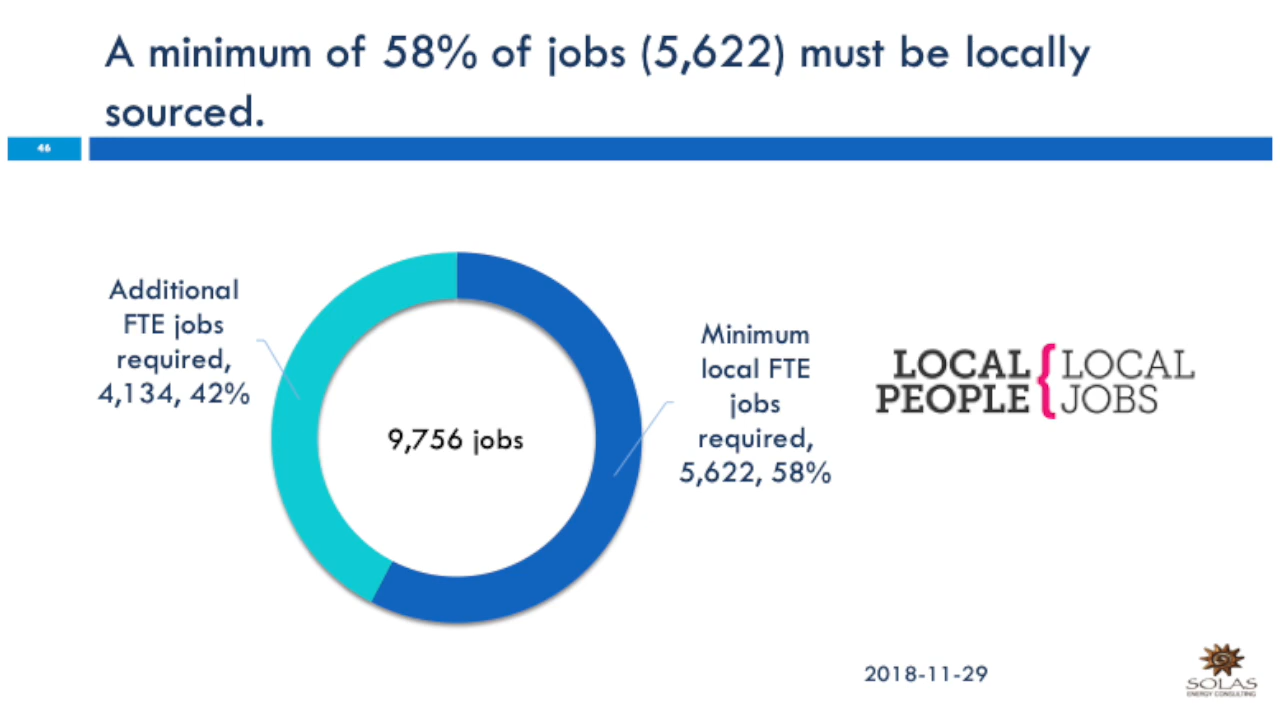 A minimum of 58% of jobs (5,622) must be locally
sourced.
46
Additional
FTE jobs
required,
4,134, 42%
9,756 jobs
Minimum
local FTE
jobs
required,
5,622, 58%
LOCAL { LOCAL
PEOPLE JOBS
2018-11-29
SOLAS
ENERGY CONSULTING